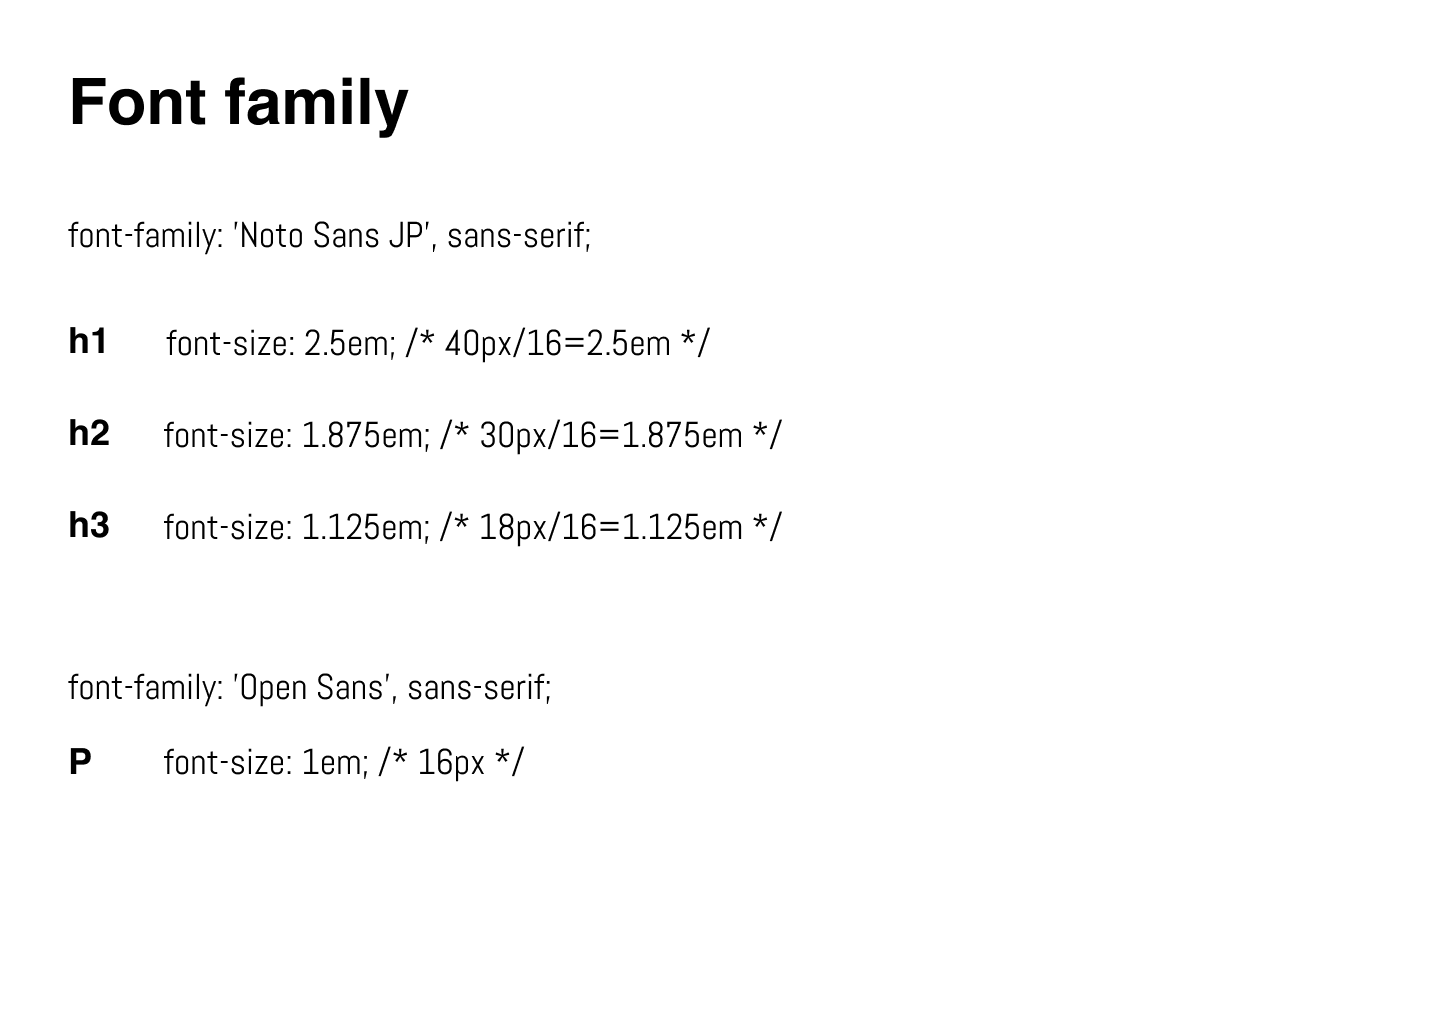 Font family
font-family: 'Noto Sans JP', sans-serif;
h1 font-size: 2.5em; /* 40px/16=2.5em */
h2 font-size: 1.875em; /* 30px/16=1.875em */
h3 font-size: 1.125em; /* 18px/16=1.125em */
font-family: 'Open Sans', sans-serif;
P font-size: 1em; /* 16px */